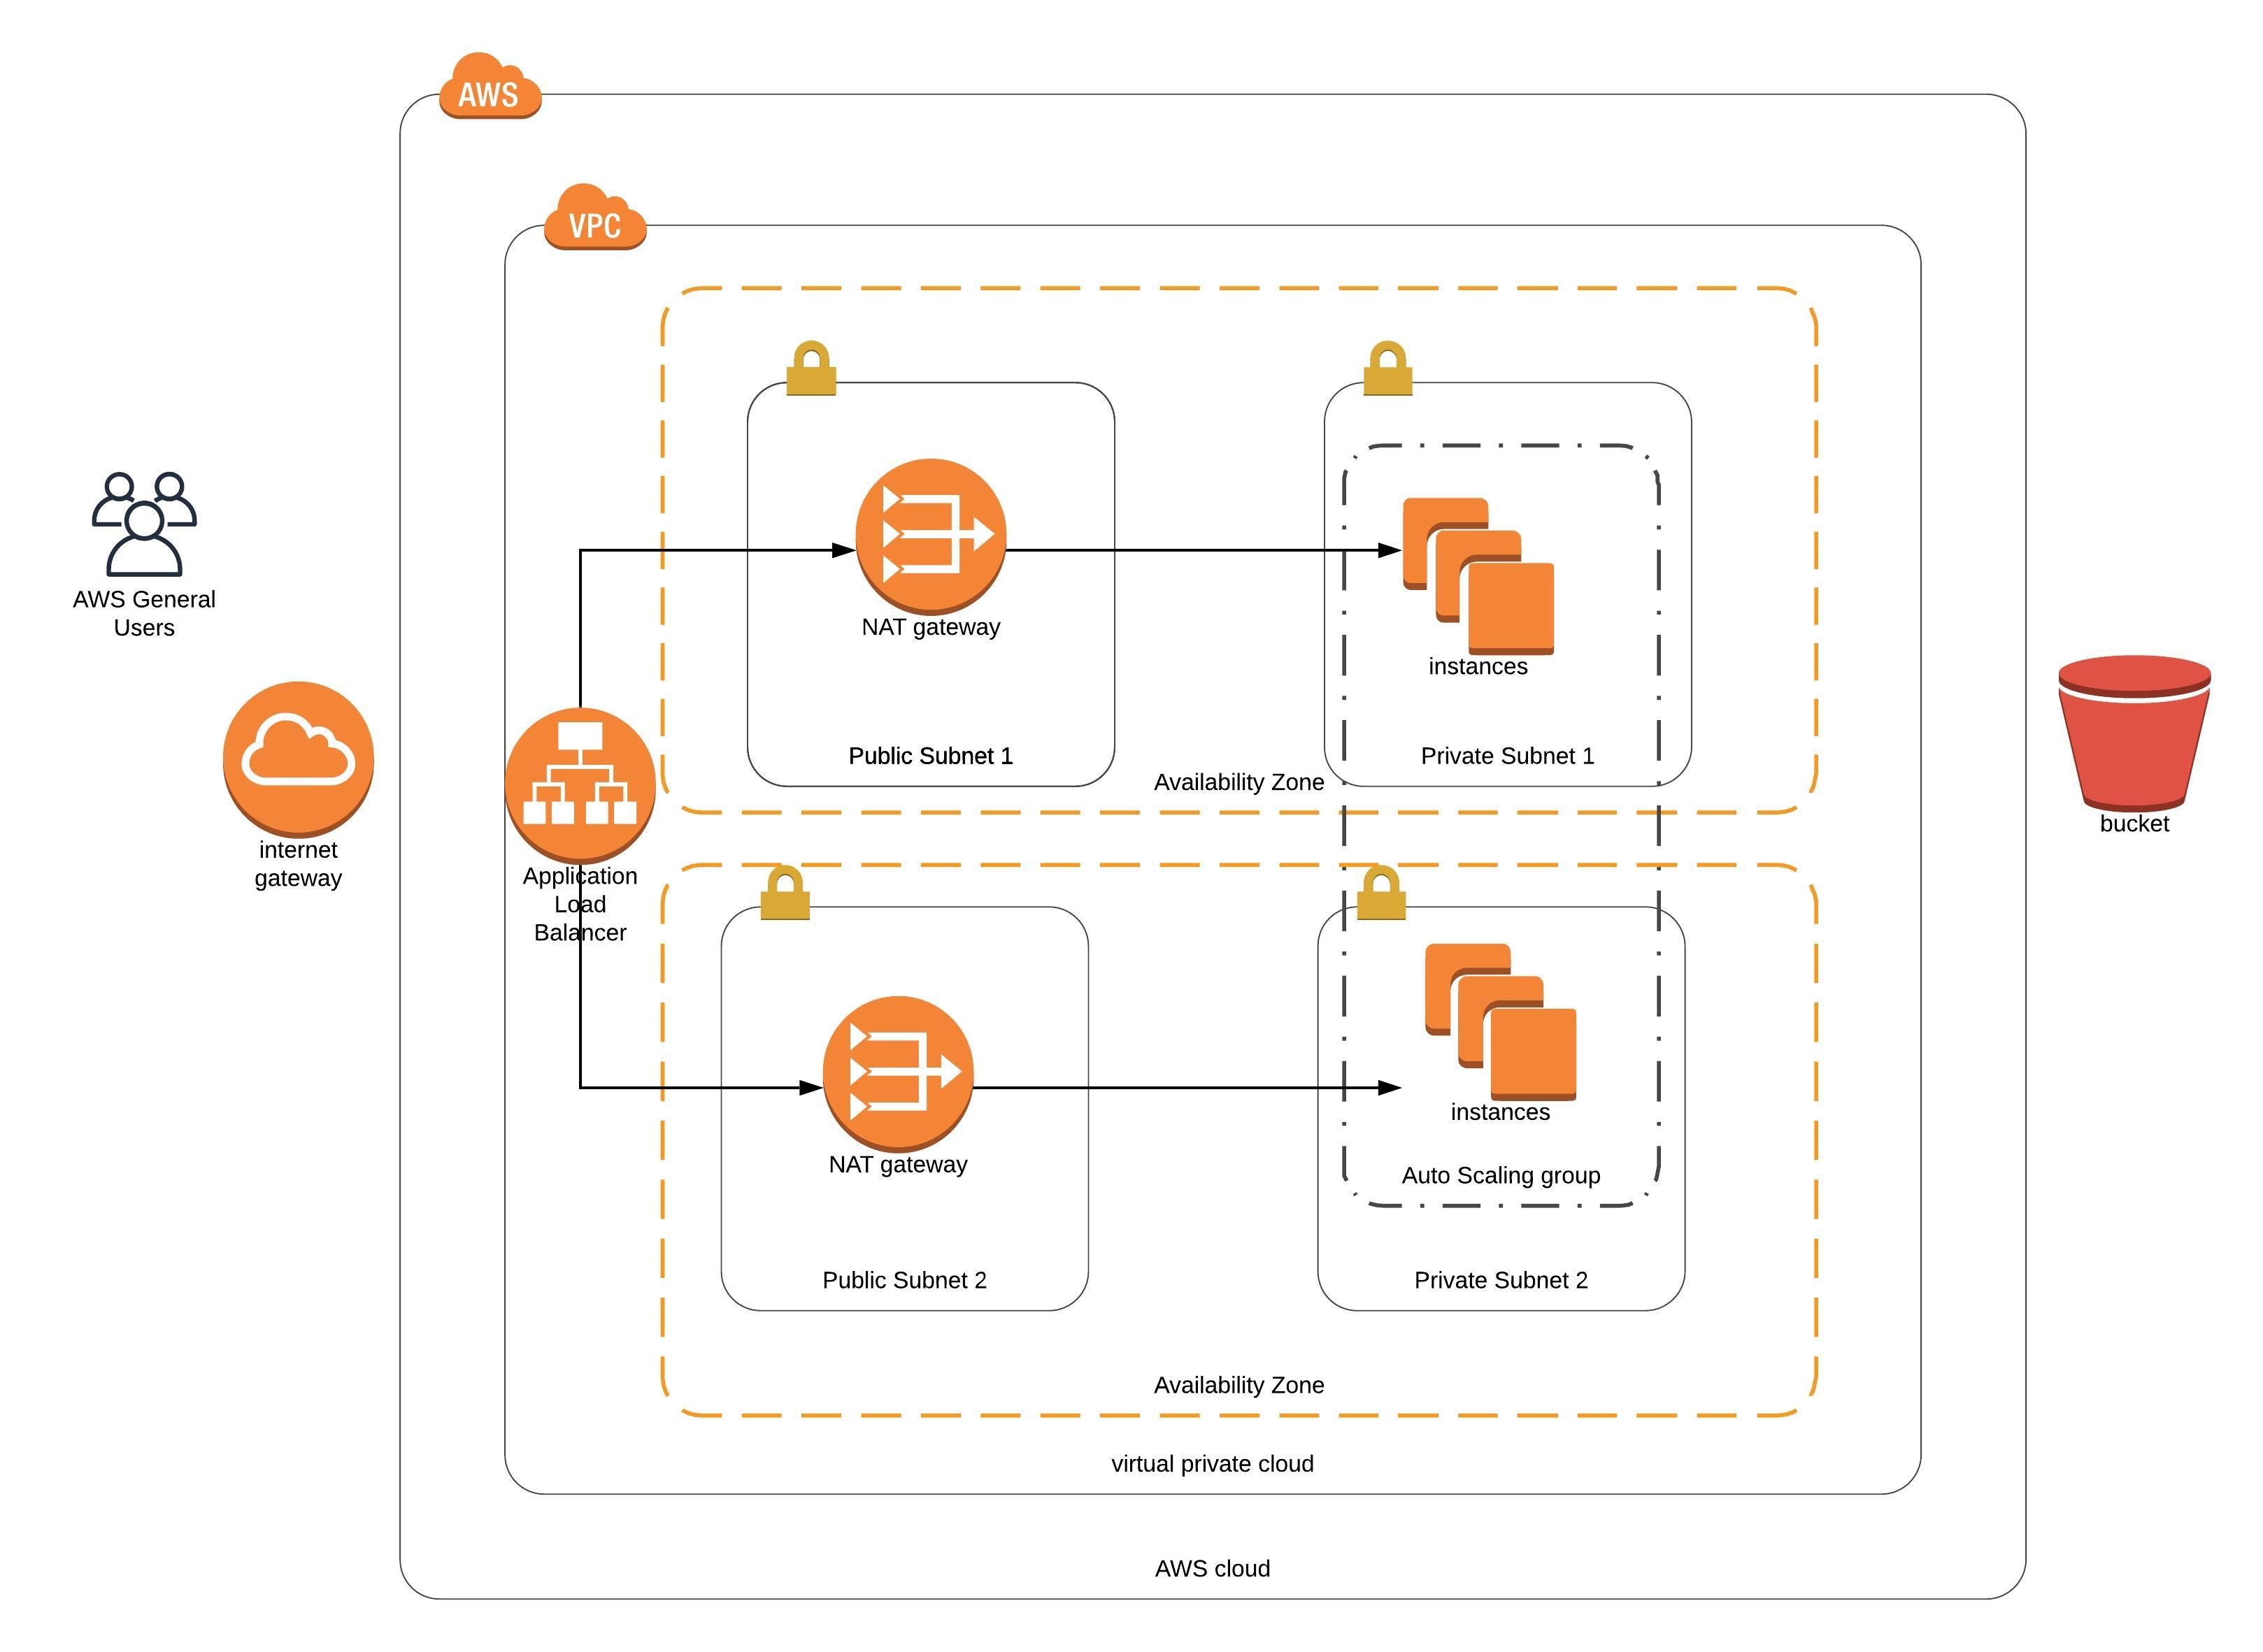 AWS
VPC
AWS General
Users
internet
gateway
Application
Load
Balancer
NAT gateway
Public Subnet 1
instances
Private Subnet 1
Availability Zone
NAT gateway
Public Subnet 2
instances
Auto Scaling group
Private Subnet 2
Availability Zone
virtual private cloud
AWS cloud
bucket